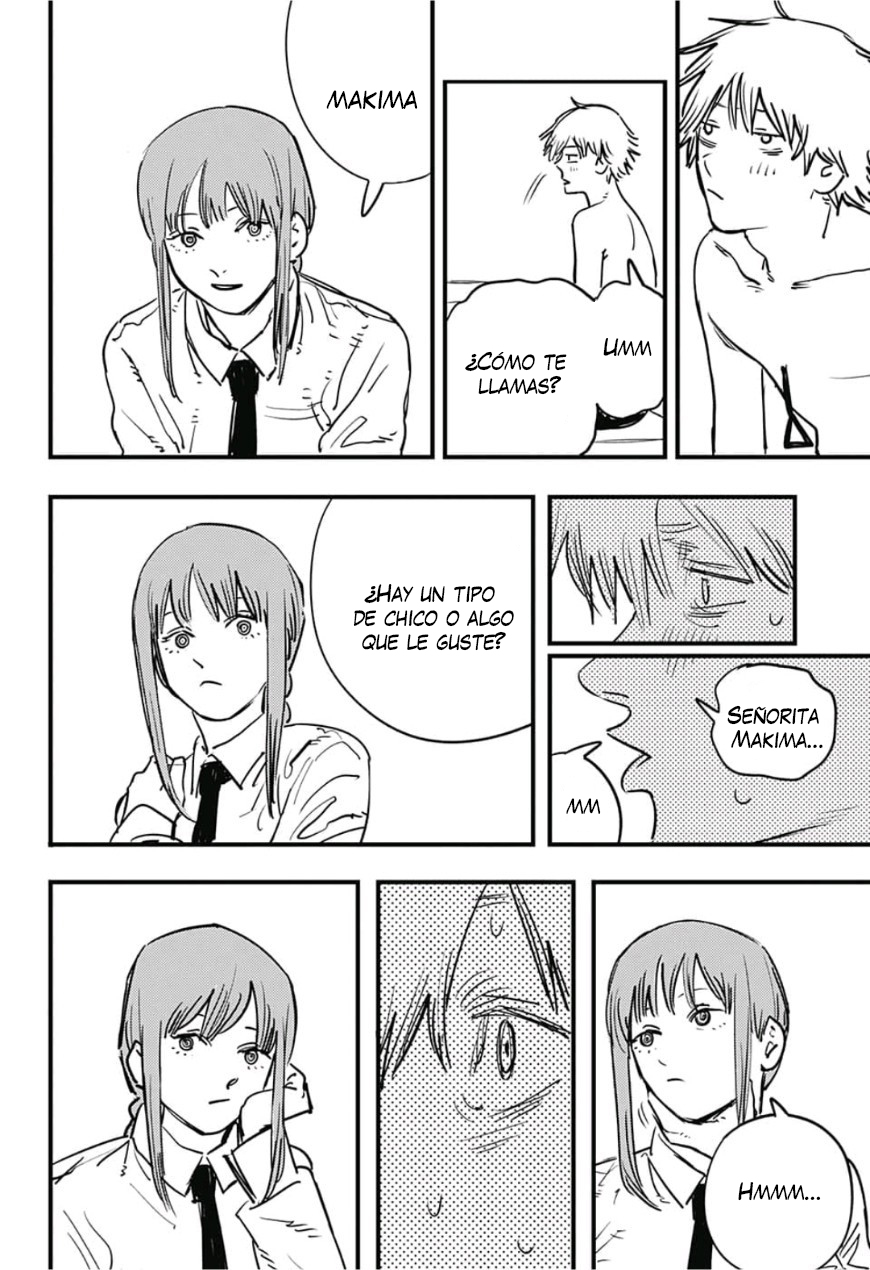 Umm
¿Cómo te
llamas?
Makima
Señorita
Makima...
mm
¿Hay un tipo
de chico o algo
que le guste?
Hmmm...